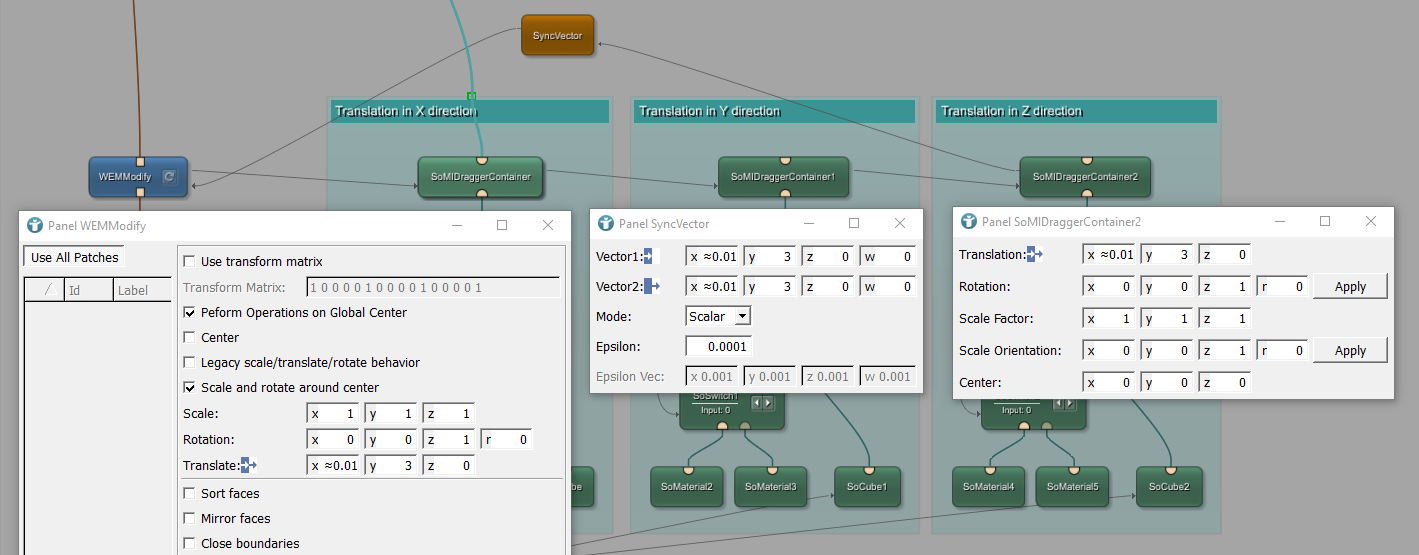 SyncVector
Translation in X direction
Translation in Y direction
Translation in Z direction
WEMModify
SoMIDraggerContainer
SoMIDraggerContainer1
SoMIDraggerContainer2
Panel WEMModify
Use All Patches
Id Label
Use transform matrix
Transform Matrix: 1 0 0 0 0 1 0 0 0 0 1 0 0 0 0 1
Peform Operations on Global Center
Center
Legacy scale/translate/rotate behavior
Scale and rotate around center
Scale: x 1 y 1 z 1
Rotation: x 0 y 0 z 1 r 0
Translate: x ≈0.01 y 3 z 0
Sort faces
Mirror faces
Close boundaries
Panel SyncVector
Vector1: x ≈0.01 y 3 z 0 w 0
Vector2: x ≈0.01 y 3 z 0 w 0
Mode: Scalar
Epsilon: 0.0001
Epsilon Vec: x 0.001 y 0.001 z 0.001 w 0.001
Panel SoMIDraggerContainer2
Translation: x ≈0.01 y 3 z 0
Rotation: x 0 y 0 z 1 r 0 Apply
Scale Factor: x 1 y 1 z 1
Scale Orientation: x 0 y 0 z 1 r 0 Apply
Center: x 0 y 0 z 0
SoSwitch1
Input: 0
Input: 0
be
SoMaterial2
SoMaterial3
SoCube1
SoMaterial4
SoMaterial5
SoCube2